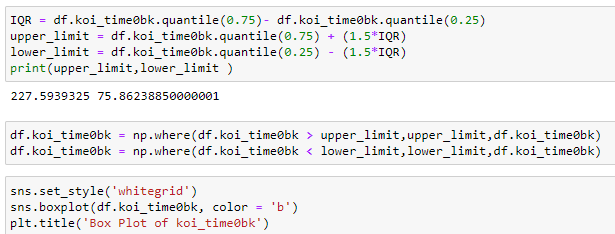 IQR = df.koi_time0bk.quantile(0.75)- df.koi_time0bk.quantile(0.25)
upper_limit = df.koi_time0bk.quantile(0.75) + (1.5*IQR)
lower_limit = df.koi_time0bk.quantile(0.25) - (1.5*IQR)
print(upper_limit,lower_limit )
227.5939325 75.86238850000001
df.koi_time0bk = np.where(df.koi_time0bk > upper_limit,upper_limit,df.koi_time0bk)
df.koi_time0bk = np.where(df.koi_time0bk < lower_limit,lower_limit,df.koi_time0bk)
sns.set_style('whitegrid')
sns.boxplot(df.koi_time0bk, color = 'b')
plt.title('Box Plot of koi_time0bk')